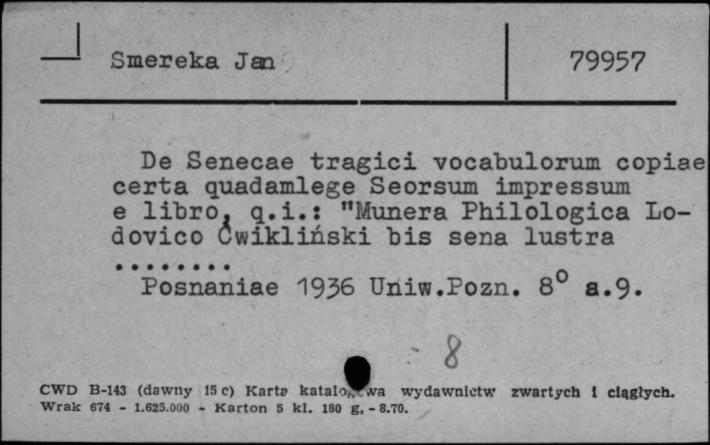 Smereka Jan 79957
De Senecae tragici vocabulorum copiae
certa quadamlege Seorsum impressum
e libro, q.i.: "Munera Philologica Lo-
dovico Ćwikliński bis sena lustra
........
Posnaniae 1936 Uniw.Pozn. 8° a.9.
8
CWD B-143 (dawny 15 c) Karta katalogowa wydawnictw zwartych i ciągłych.
Wrak 674 - 1.625.000 - Karton 5 kl. 180 g. - 8.70.